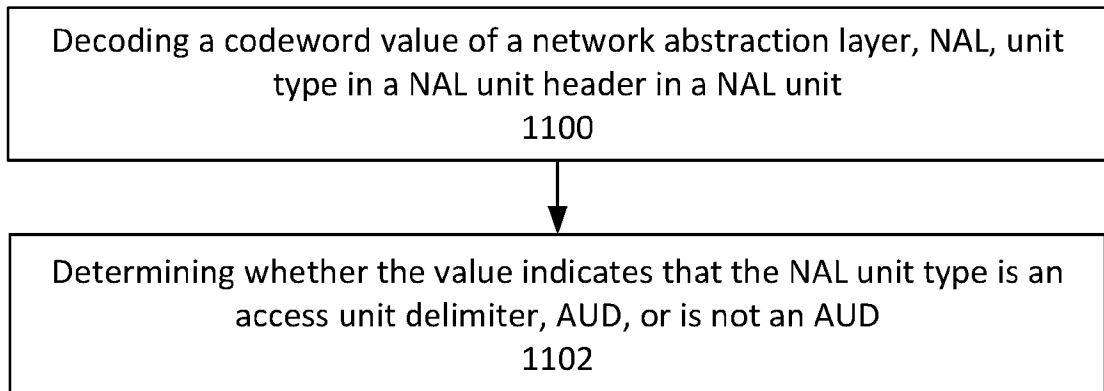 Decoding a codeword value of a network abstraction layer, NAL, unit
type in a NAL unit header in a NAL unit
1100
Determining whether the value indicates that the NAL unit type is an
access unit delimiter, AUD, or is not an AUD
1102